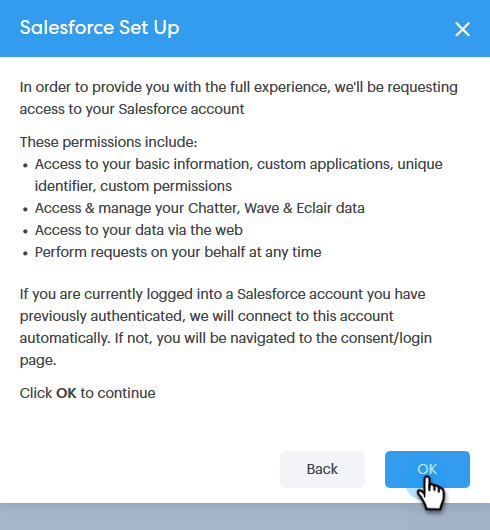 Salesforce Set Up
In order to provide you with the full experience, we'll be requesting
access to your Salesforce account
These permissions include:
• Access to your basic information, custom applications, unique
identifier, custom permissions
• Access & manage your Chatter, Wave & Eclair data
• Access to your data via the web
• Perform requests on your behalf at any time
If you are currently logged into a Salesforce account you have
previously authenticated, we will connect to this account
automatically. If not, you will be navigated to the consent/login
page.
Click OK to continue
Back
OK